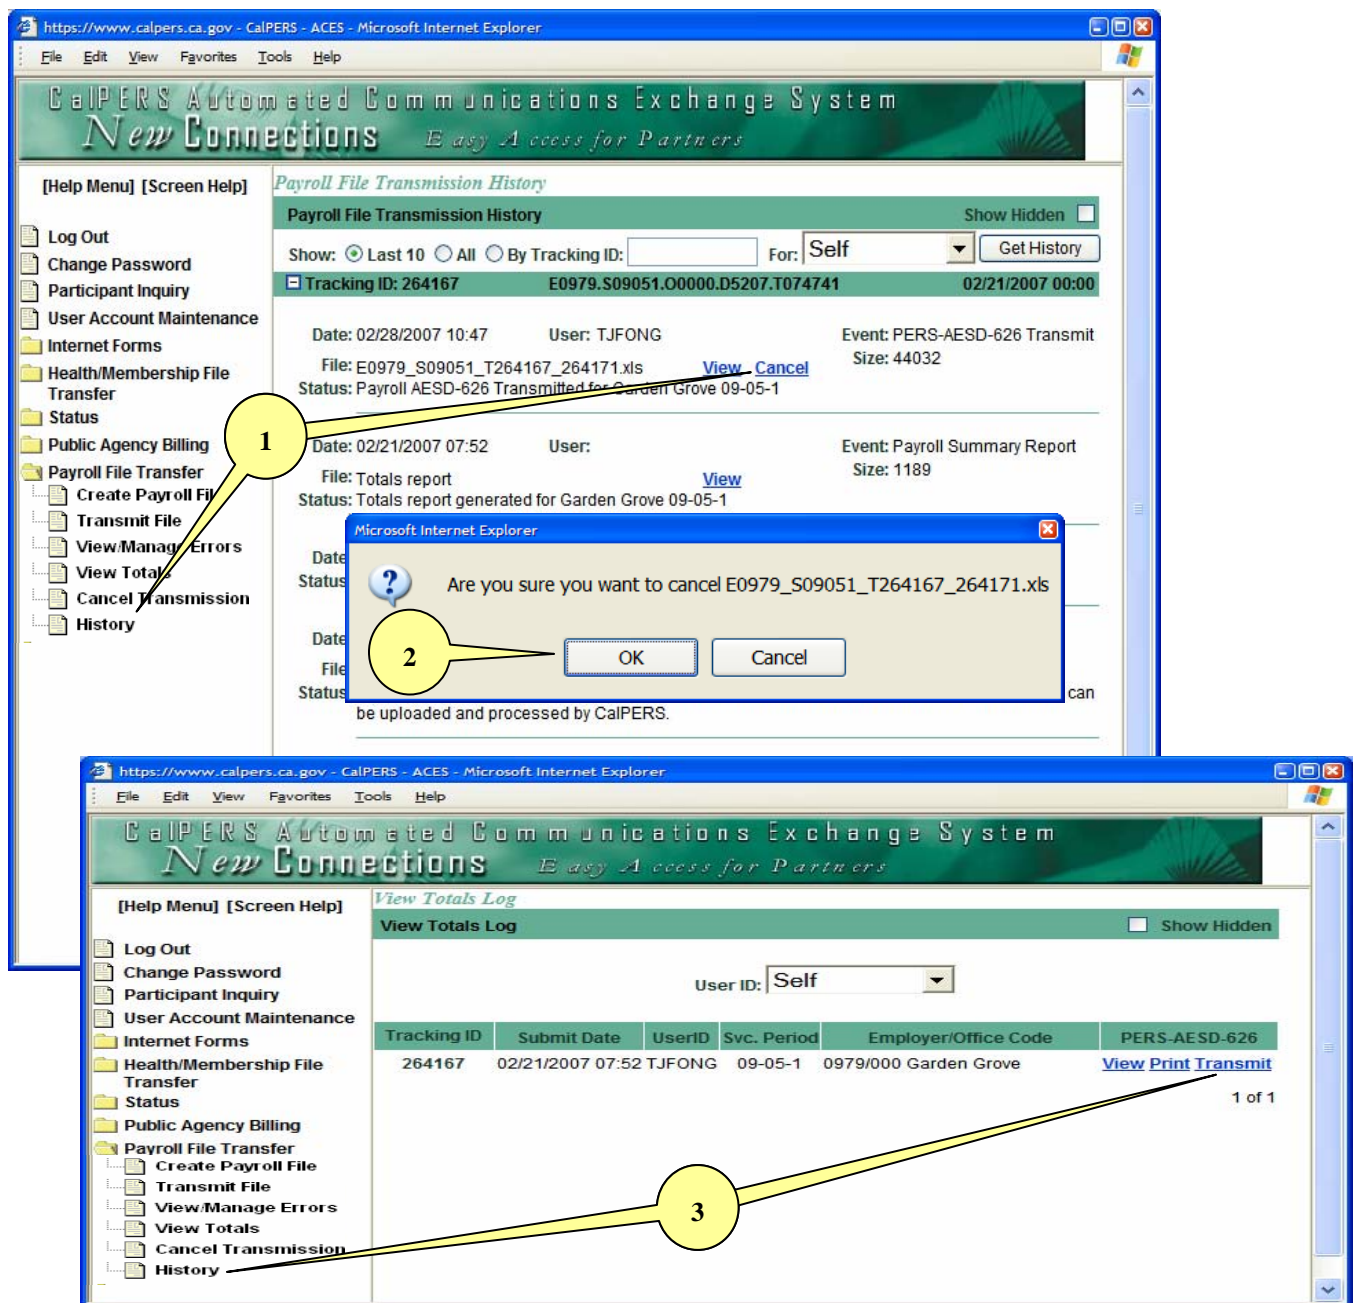 https://www.calpers.ca.gov - CalPERS - ACES - Microsoft Internet Explorer
File Edit View Favorites Tools Help
CalPERS Automated Communications Exchange System
New Connections Easy Access for Partners
[Help Menu] [Screen Help]
Log Out
Change Password
Participant Inquiry
User Account Maintenance
Internet Forms
Health/Membership File
Transfer
Status
Public Agency Billing
Payroll File Transfer
Create Payroll Fil
Transmit File
View/Manage Errors
View Totals
Cancel Transmission
History
Payroll File Transmission History
Payroll File Transmission History Show Hidden
Show: Last 10 All By Tracking ID: For: Self Get History
Tracking ID: 264167 E0979.S09051.O0000.D5207.T074741 02/21/2007 00:00
Date: 02/28/2007 10:47 User: TJFONG Event: PERS-AESD-626 Transmit
File: E0979_S09051_T264167_264171.xls View Cancel Size: 44032
Status: Payroll AESD-626 Transmitted for Garden Grove 09-05-1
1
Date: 02/21/2007 07:52 User: Event: Payroll Summary Report
File: Totals report View Size: 1189
Status: Totals report generated for Garden Grove 09-05-1
Date
Status
Microsoft Internet Explorer
Are you sure you want to cancel E0979_S09051_T264167_264171.xls
2
OK Cancel
Date
File
Status can
be uploaded and processed by CalPERS.
https://www.calpers.ca.gov - CalPERS - ACES - Microsoft Internet Explorer
File Edit View Favorites Tools Help
CalPERS Automated Communications Exchange System
New Connections Easy Access for Partners
[Help Menu] [Screen Help]
Log Out
Change Password
Participant Inquiry
User Account Maintenance
Internet Forms
Health/Membership File
Transfer
Status
Public Agency Billing
Payroll File Transfer
Create Payroll File
Transmit File
View/Manage Errors
View Totals
Cancel Transmission
History
View Totals Log
View Totals Log Show Hidden
User ID: Self
Tracking ID Submit Date UserID Svc. Period Employer/Office Code PERS-AESD-626
264167 02/21/2007 07:52 TJFONG 09-05-1 0979/000 Garden Grove View Print Transmit
1 of 1
3